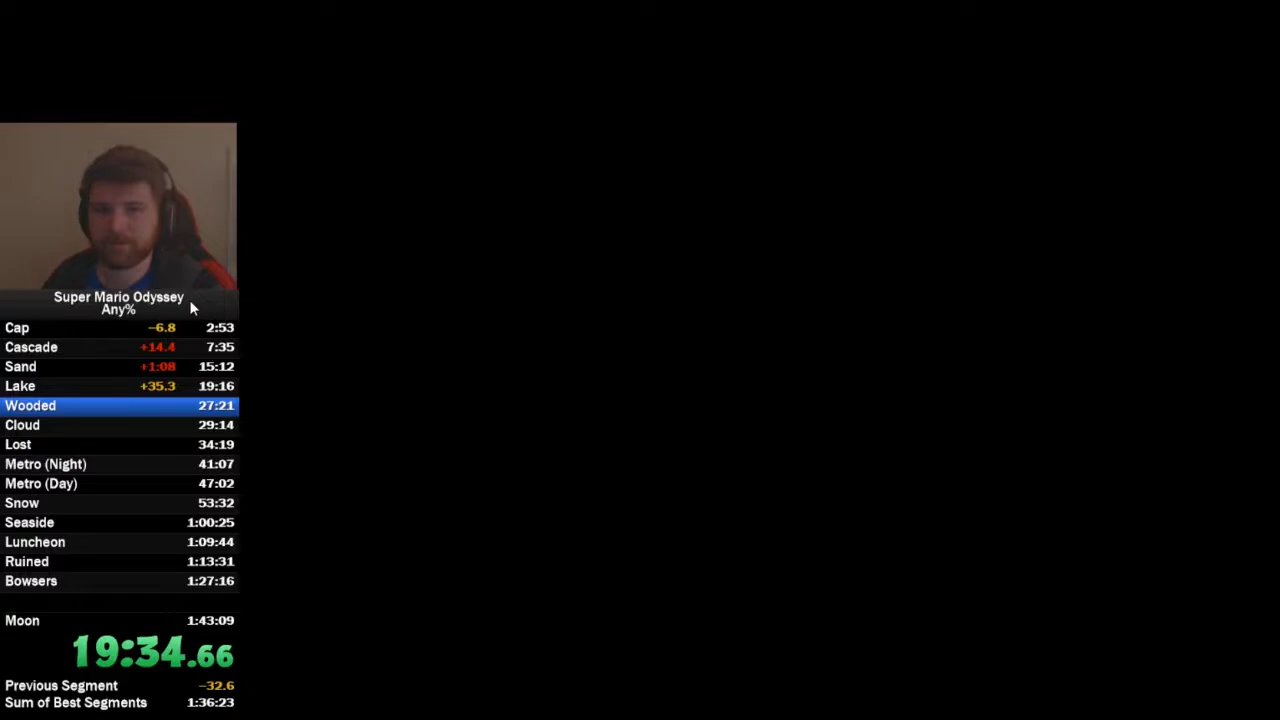 Super Mario Odyssey
Any%
Cap −6.8 2:53
Cascade +14.4 7:35
Sand +1:08 15:12
Lake +35.3 19:16
Wooded 27:21
Cloud 29:14
Lost 34:19
Metro (Night) 41:07
Metro (Day) 47:02
Snow 53:32
Seaside 1:00:25
Luncheon 1:09:44
Ruined 1:13:31
Bowsers 1:27:16
Moon 1:43:09
19:34.66
Previous Segment −32.6
Sum of Best Segments 1:36:23